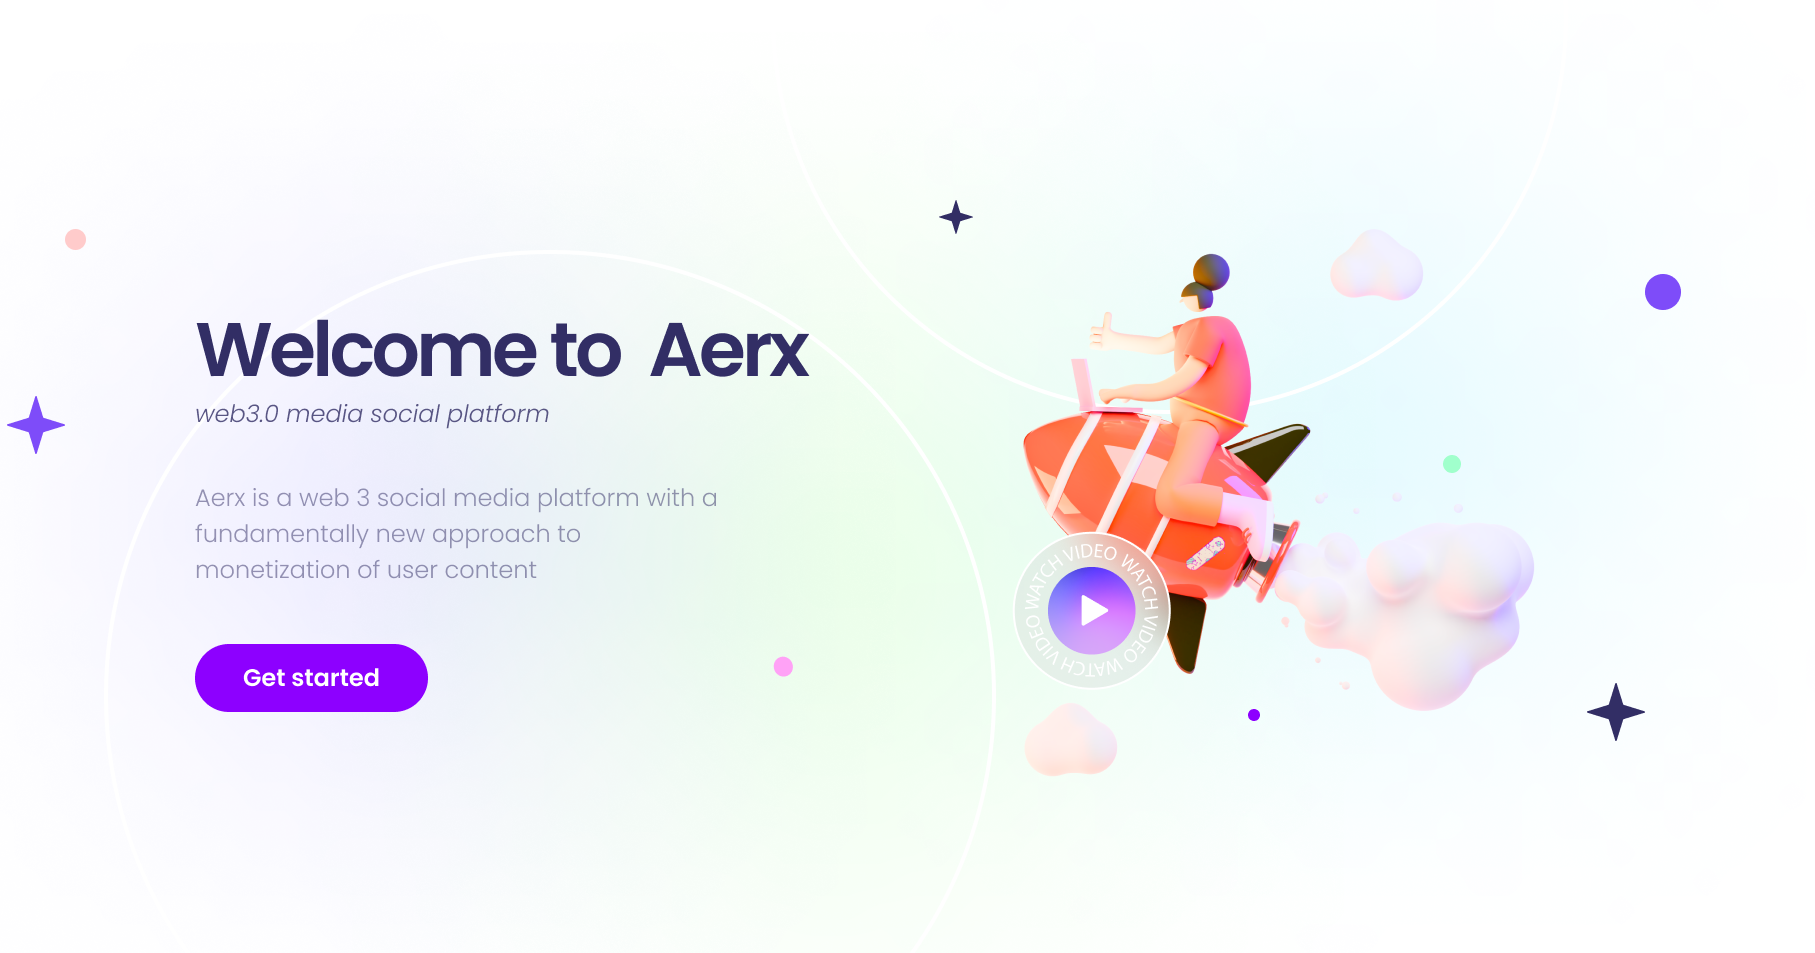 Welcome to Aerx
web3.0 media social platform
Aerx is a web 3 social media platform with a
fundamentally new approach to
monetization of user content
Get started
WATCH VIDEO WATCH VIDEO WATCH VIDEO